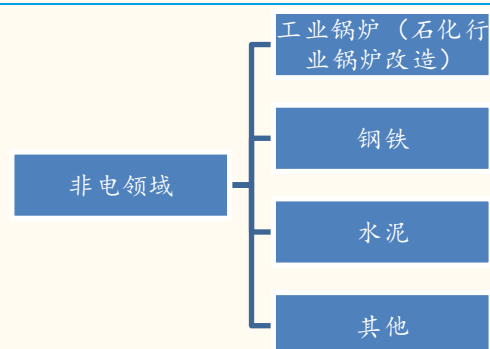 工业锅炉（石化行
业锅炉改造）
钢铁
非电领域
水泥
其他